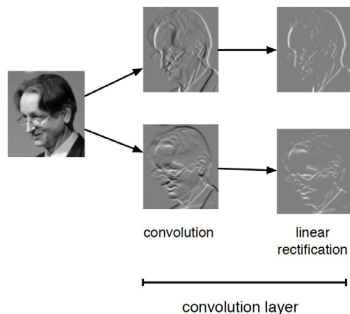 convolution
linear
rectification
convolution layer